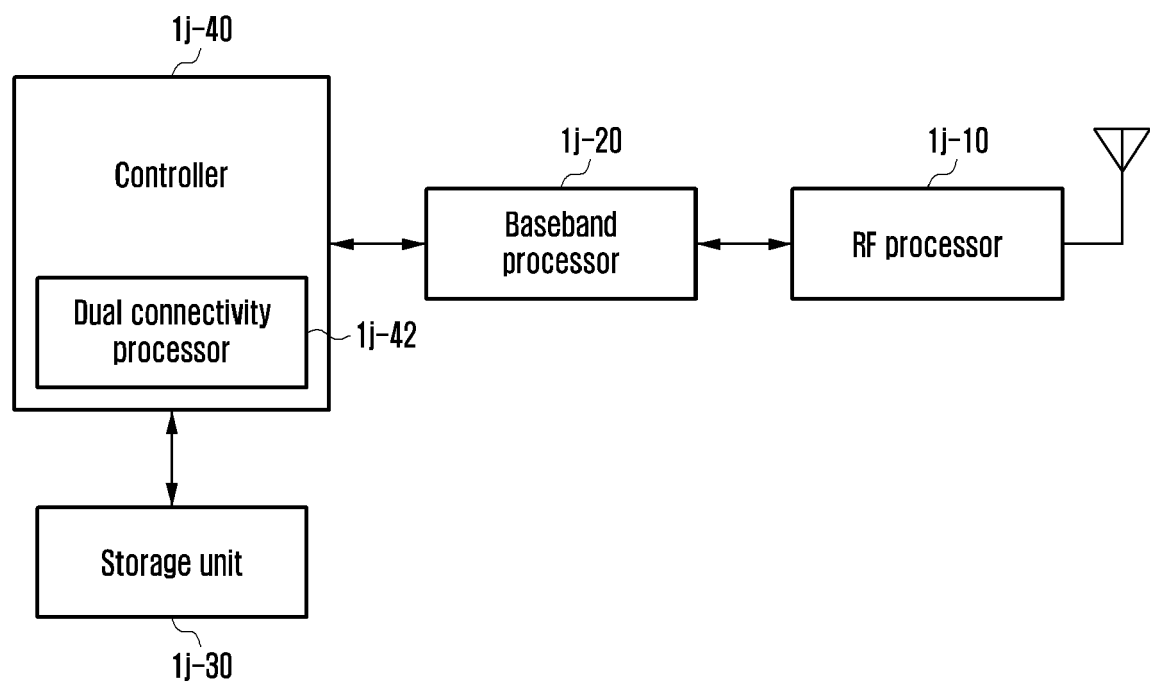 1j-40
Controller
Dual connectivity
processor
1j-42
1j-20
Baseband
processor
1j-10
RF processor
Storage unit
1j-30